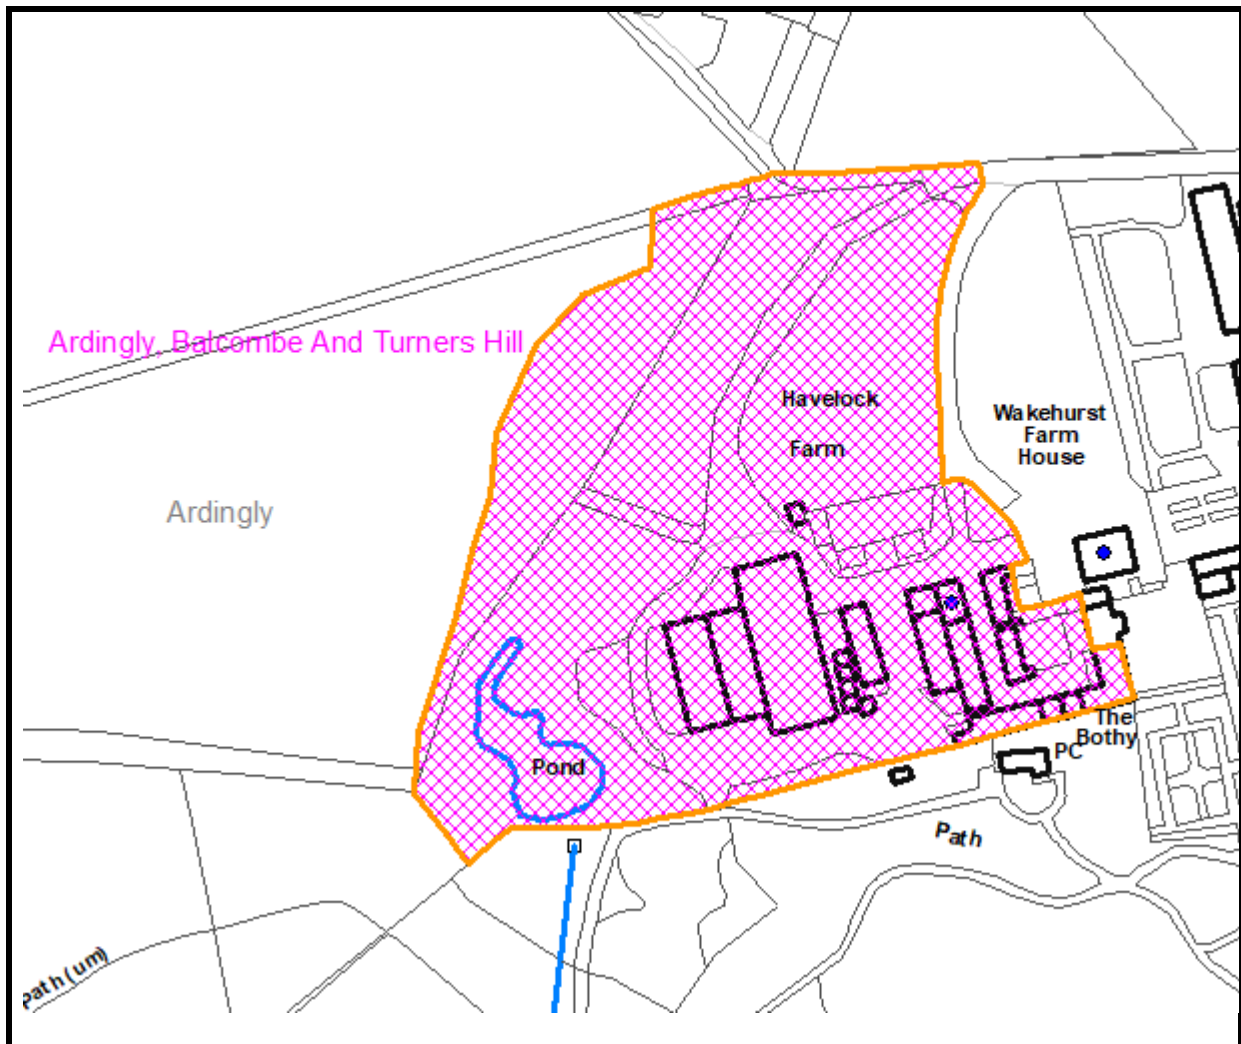 Ardingly, Balcombe And Turners Hill
Havelock
Farm
Wakehurst
Farm
House
Ardingly
The
Bothy
PC
Pond
Path
Path (um)